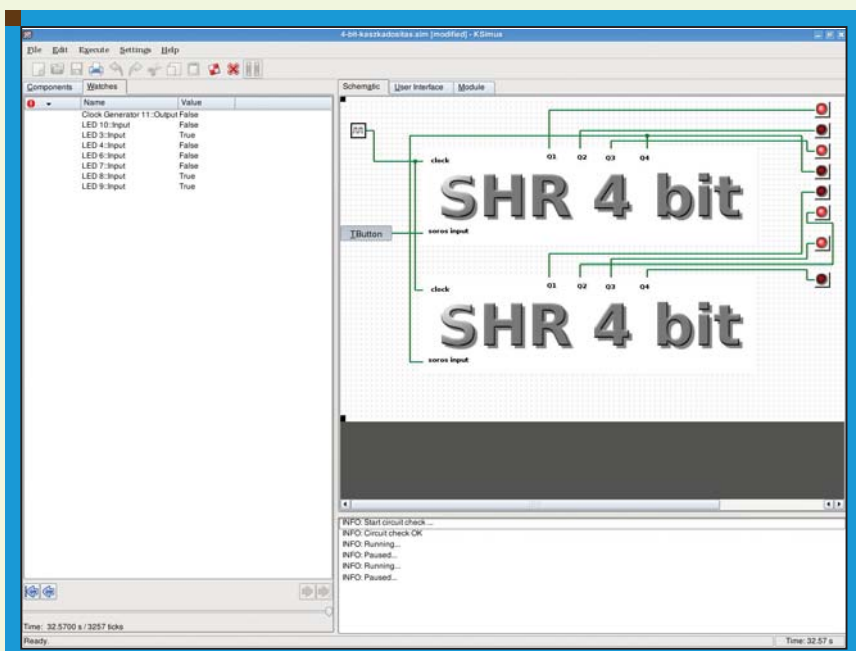 4-bit-kaszkadositas.sim [modified] - KSimus
File Edit Execute Settings Help
Components Watches
Name Value
Clock Generator 11::Output False
LED 10::Input False
LED 3::Input True
LED 4::Input False
LED 6::Input False
LED 7::Input False
LED 8::Input True
LED 9::Input True
Time: 32.5700 s / 3257 ticks
Ready.
Schematic User Interface Module
clock Q1 Q2 Q3 Q4
SHR 4 bit
TButton soros input
clock Q1 Q2 Q3 Q4
SHR 4 bit
soros input
INFO: Start circuit check ...
INFO: Circuit check OK
INFO: Running...
INFO: Paused...
INFO: Running...
INFO: Paused...
Time: 32.57 s